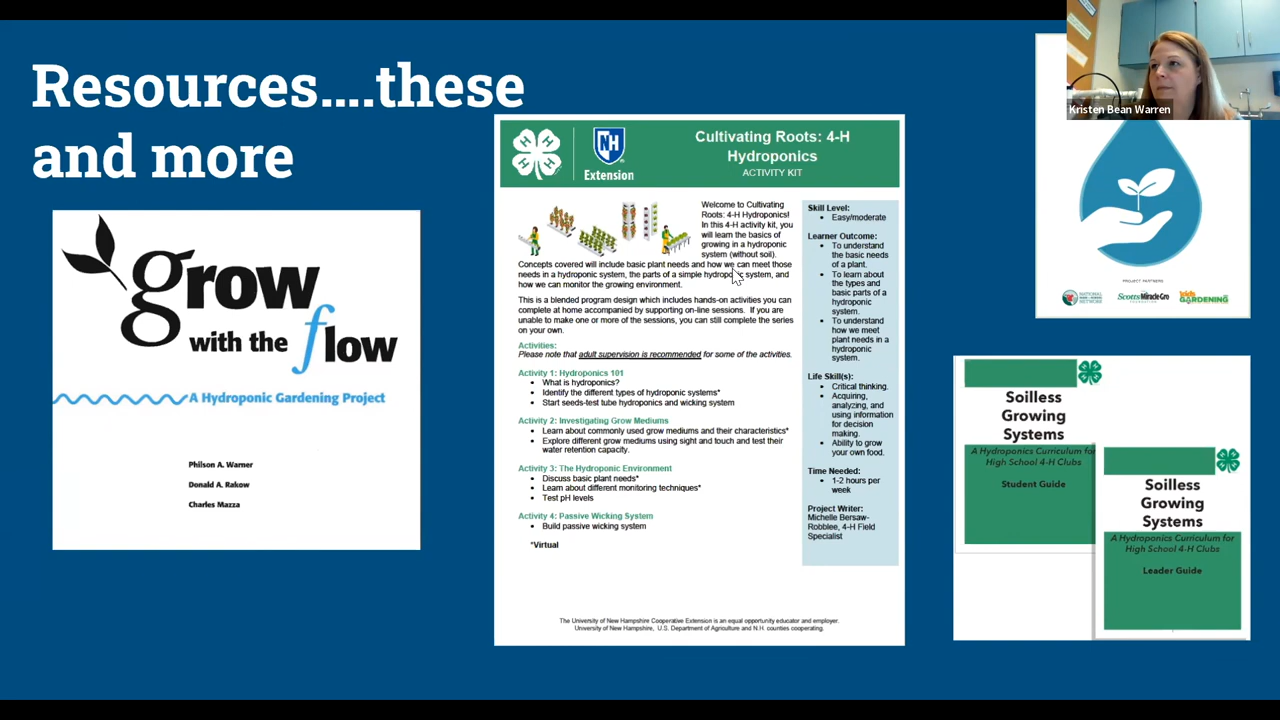 Resources....these
and more
grow
with the flow
A Hydroponic Gardening Project
Philson A. Warner
Donald A. Rakow
Charles Mazza
NH
Extension
Cultivating Roots: 4-H
Hydroponics
ACTIVITY KIT
Welcome to Cultivating
Roots: 4-H Hydroponics!
In this 4-H activity kit, you
will learn the basics of
growing in a hydroponic
system (without soil).
Concepts covered will include basic plant needs and how we can meet those
needs in a hydroponic system, the parts of a simple hydroponic system, and
how we can monitor the growing environment.
This is a blended program design which includes hands-on activities you can
complete at home accompanied by supporting on-line sessions. If you are
unable to make one or more of the sessions, you can still complete the series
on your own.
Activities:
Please note that adult supervision is recommended for some of the activities.
Activity 1: Hydroponics 101
• What is hydroponics?
• Identify the different types of hydroponic systems*
• Start seeds-test tube hydroponics and wicking system
Activity 2: Investigating Grow Mediums
• Learn about commonly used grow mediums and their characteristics*
• Explore different grow mediums using sight and touch and test their
water retention capacity.
Activity 3: The Hydroponic Environment
• Discuss basic plant needs*
• Learn about different monitoring techniques*
• Test pH levels
Activity 4: Passive Wicking System
• Build passive wicking system
*Virtual
Skill Level:
• Easy/moderate
Learner Outcome:
• To understand
the basic needs
of a plant.
• To learn about
the types and
basic parts of a
hydroponic
system.
• To understand
how we meet
plant needs in a
hydroponic
system.
Life Skill(s):
• Critical thinking.
• Acquiring,
analyzing, and
using information
for decision
making.
• Ability to grow
your own food.
Time Needed:
• 1-2 hours per
week
Project Writer:
Michelle Bersaw-
Robblee, 4-H Field
Specialist
The University of New Hampshire Cooperative Extension is an equal opportunity educator and employer.
University of New Hampshire, U.S. Department of Agriculture and N.H. counties cooperating.
Kristen Bean Warren
PROJECT PARTNERS
Scotts Miracle-Gro
kids GARDENING
Soilless
Growing
Systems
A Hydroponics Curriculum for
High School 4-H Clubs
Student Guide
Soilless
Growing
Systems
A Hydroponics Curriculum for
High School 4-H Clubs
Leader Guide